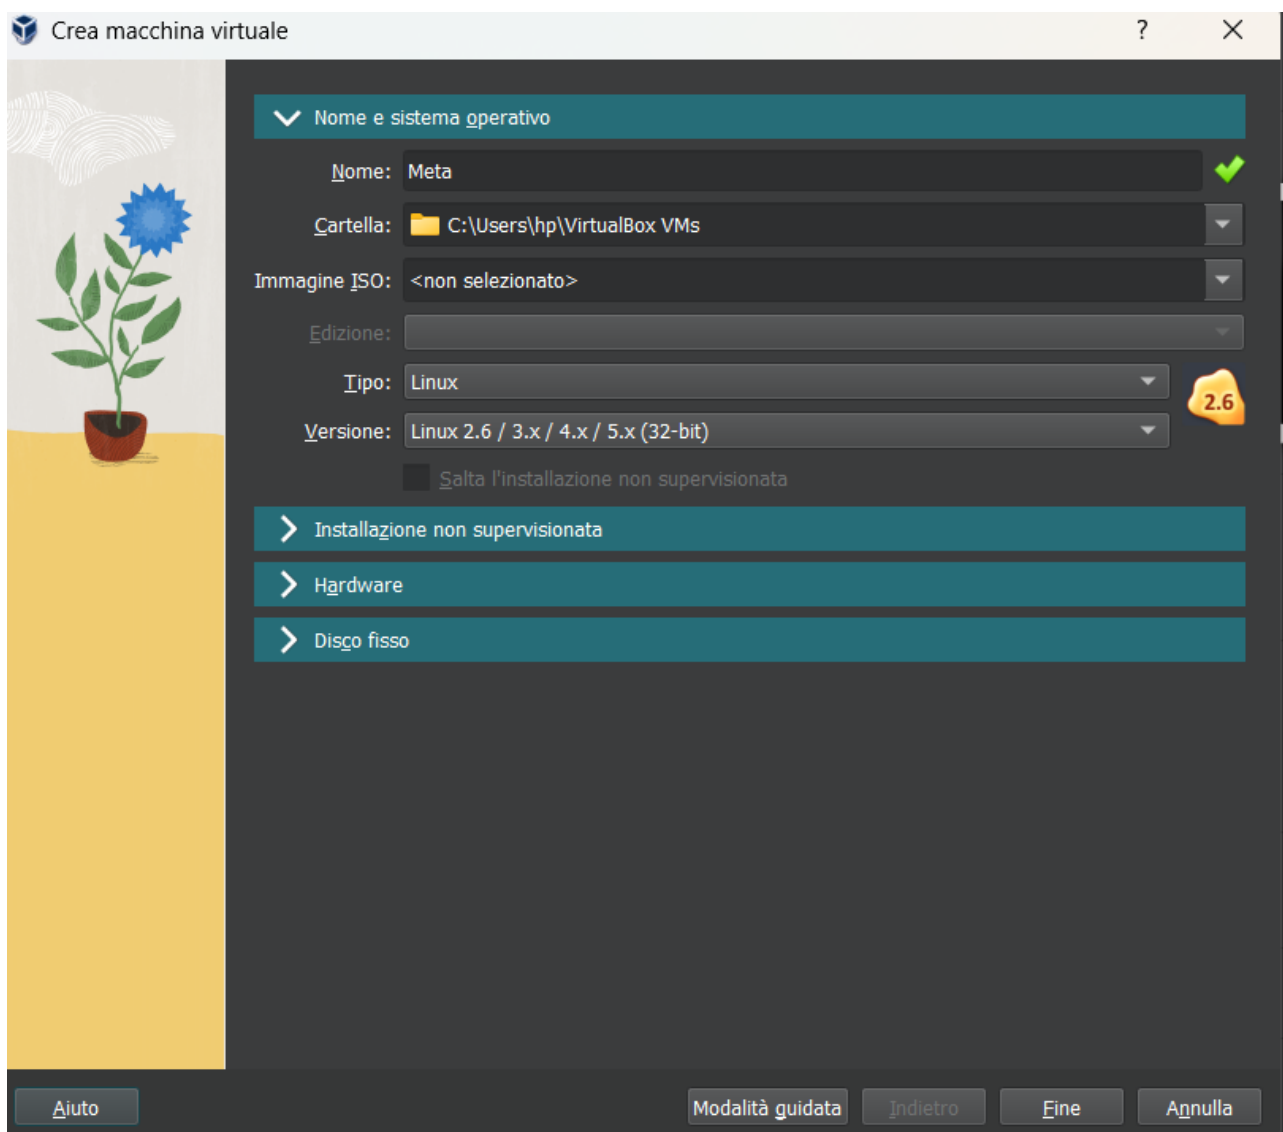 Crea macchina virtuale ?
Nome e sistema operativo
Nome: Meta
Cartella: C:\Users\hp\VirtualBox VMs
Immagine ISO: <non selezionato>
Edizione:
Tipo: Linux
2.6
Versione: Linux 2.6 / 3.x / 4.x / 5.x (32-bit)
Salta l'installazione non supervisionata
Installazione non supervisionata
Hardware
Disco fisso
Aiuto Modalità guidata Indietro Fine Annulla